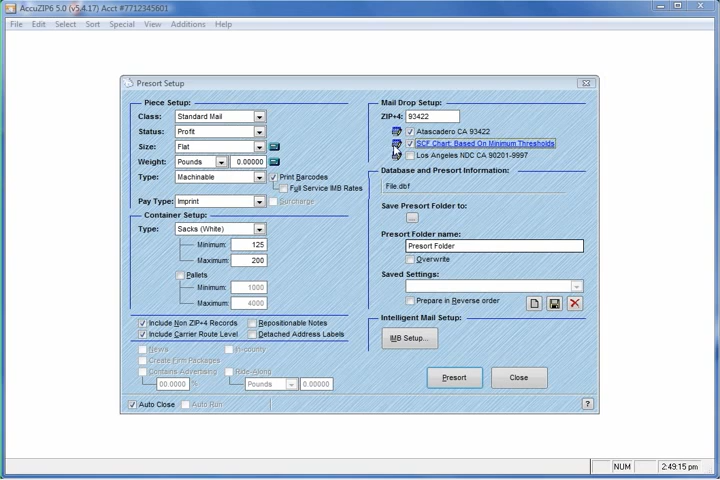 AccuZIP6 5.0 (v5.4.17) Acct #7712345601
File Edit Select Sort Special View Additions Help
Presort Setup
Piece Setup:
Class: Standard Mail
Status: Profit
Size: Flat
Weight: Pounds 0.00000
Type: Machinable
Print Barcodes
Full Service IMB Rates
Pay Type: Imprint
Surcharge
Container Setup:
Type: Sacks (White)
Minimum: 125
Maximum: 200
Pallets
Minimum: 1000
Maximum: 4000
Include Non ZIP+4 Records
Repositionable Notes
Include Carrier Route Level
Detached Address Labels
News
In-county
Create Firm Packages
Contains Advertising
Ride-Along
00.0000 %
Pounds 0.00000
Auto Close
Auto Run
Mail Drop Setup:
ZIP+4: 93422
Atascadero CA 93422
SCF Chart: Based On Minimum Thresholds
Los Angeles NDC CA 90201-9997
Database and Presort Information:
File.dbf
Save Presort Folder to:
...
Presort Folder name:
Presort Folder
Overwrite
Saved Settings:
Prepare in Reverse order
Intelligent Mail Setup:
IMB Setup...
Presort
Close
?
NUM
2:49:15 pm